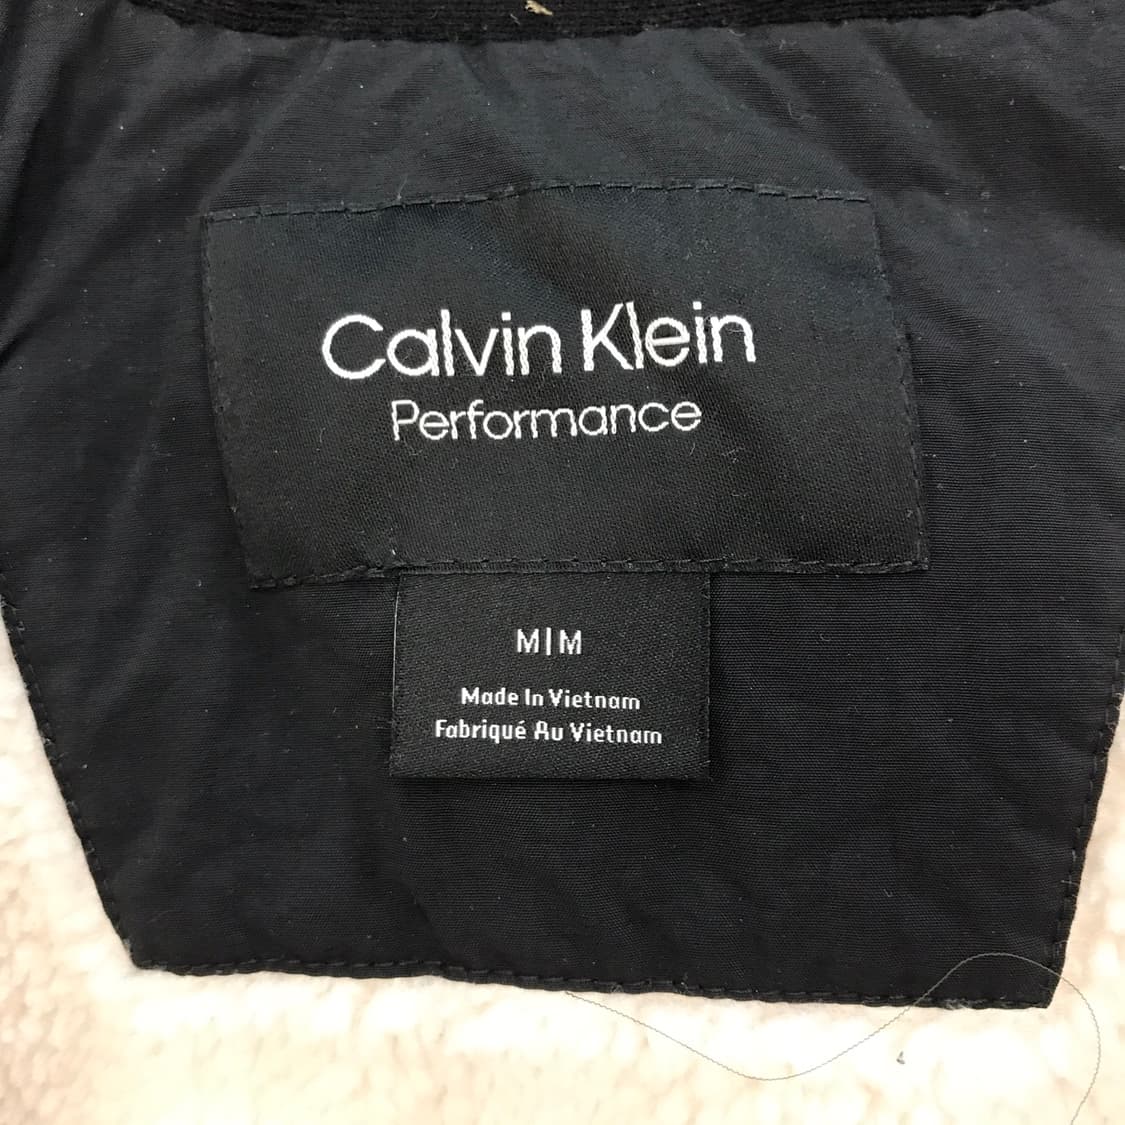 Calvin Klein
Performance
M|M
Made In Vietnam
Fabriqué Au Vietnam